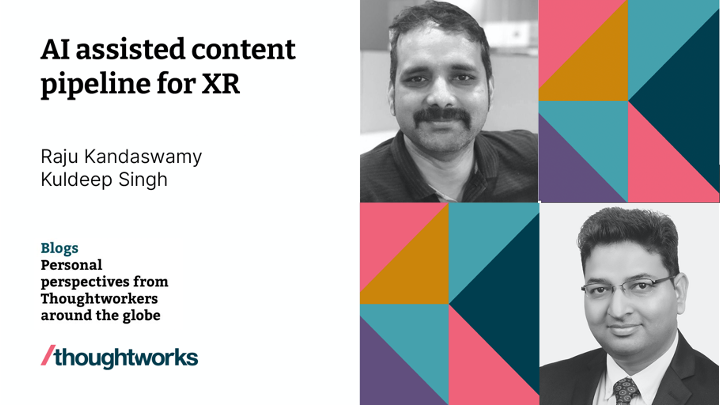 AI assisted content
pipeline for XR
Raju Kandaswamy
Kuldeep Singh
Blogs
Personal
perspectives from
Thoughtworkers
around the globe
/thoughtworks